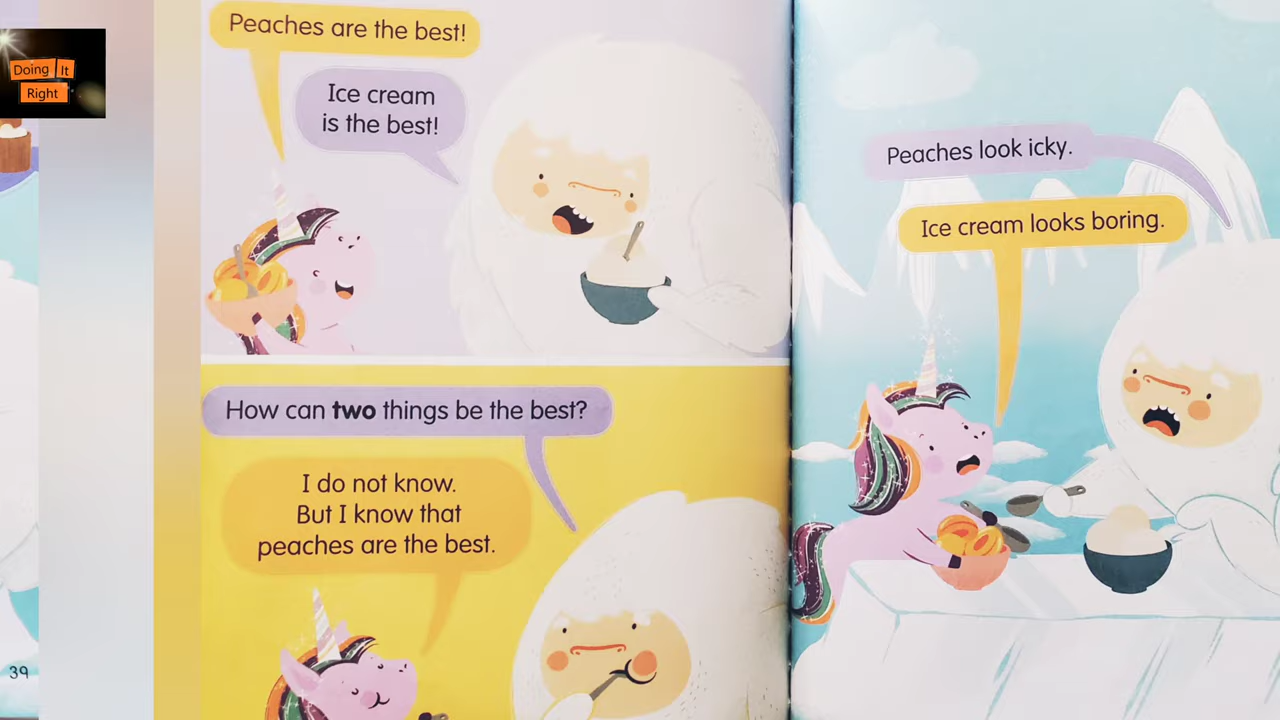 Doing It
Right
39
Peaches are the best!
Ice cream
is the best!
How can two things be the best?
I do not know.
But I know that
peaches are the best.
Peaches look icky.
Ice cream looks boring.